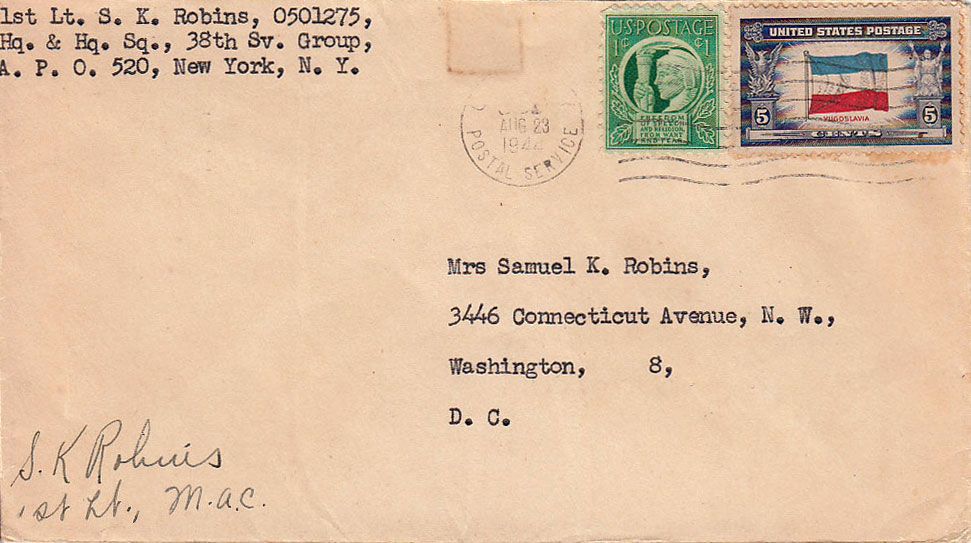 1st Lt. S. K. Robins, 0501275,
Hq. & Hq. Sq., 38th Sv. Group,
A. P. O. 520, New York, N. Y.
AUG 23
1944
POSTAL SERVICE
U.S. POSTAGE
1¢ ¢1
FREEDOM
OF SPEECH
AND RELIGION,
FROM WANT
AND FEAR
UNITED STATES POSTAGE
5 5
YUGOSLAVIA
CENTS
Mrs Samuel K. Robins,
3446 Connecticut Avenue, N. W.,
Washington, 8,
D. C.
S. K Robins
1st Lt., M.A.C.